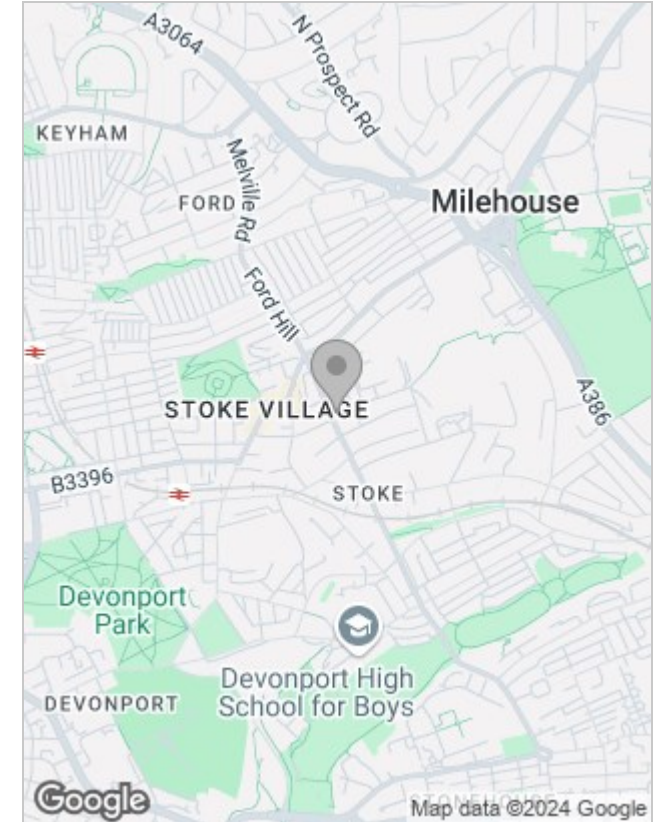 A3064
N Prospect Rd
KEYHAM
Melville Rd
FORD
Milehouse
Ford Hill
A386
STOKE VILLAGE
B3396
STOKE
Devonport
Park
Devonport High
School for Boys
DEVONPORT
STONEHOUSE
Google
Map data ©2024 Google